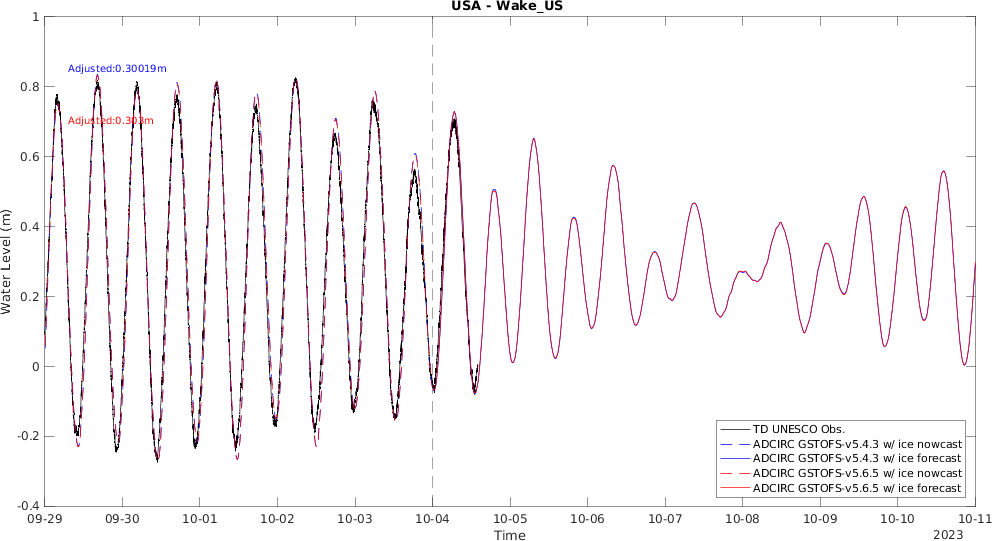 USA - Wake_US
1
0.8
0.6
0.4
0.2
0
-0.2
-0.4
Water Level (m)
Adjusted:0.30019m
Adjusted:0.303m
TD UNESCO Obs.
ADCIRC GSTOFS-v5.4.3 w/ ice nowcast
ADCIRC GSTOFS-v5.4.3 w/ ice forecast
ADCIRC GSTOFS-v5.6.5 w/ ice nowcast
ADCIRC GSTOFS-v5.6.5 w/ ice forecast
09-29 09-30 10-01 10-02 10-03 10-04 10-05 10-06 10-07 10-08 10-09 10-10 10-11
Time
2023